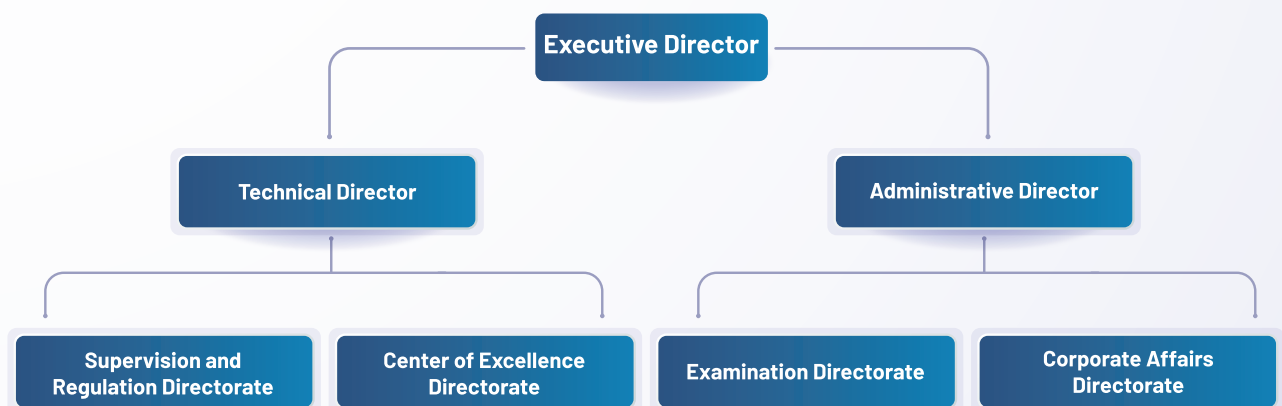 Executive Director
Technical Director
Administrative Director
Supervision and
Regulation Directorate
Center of Excellence
Directorate
Examination Directorate
Corporate Affairs
Directorate